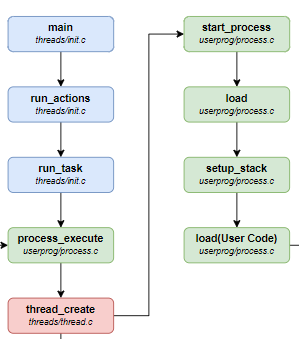 main
threads/init.c
run_actions
threads/init.c
run_task
threads/init.c
process_execute
userprog/process.c
thread_create
threads/thread.c
start_process
userprog/process.c
load
userprog/process.c
setup_stack
userprog/process.c
load(User Code)
userprog/process.c